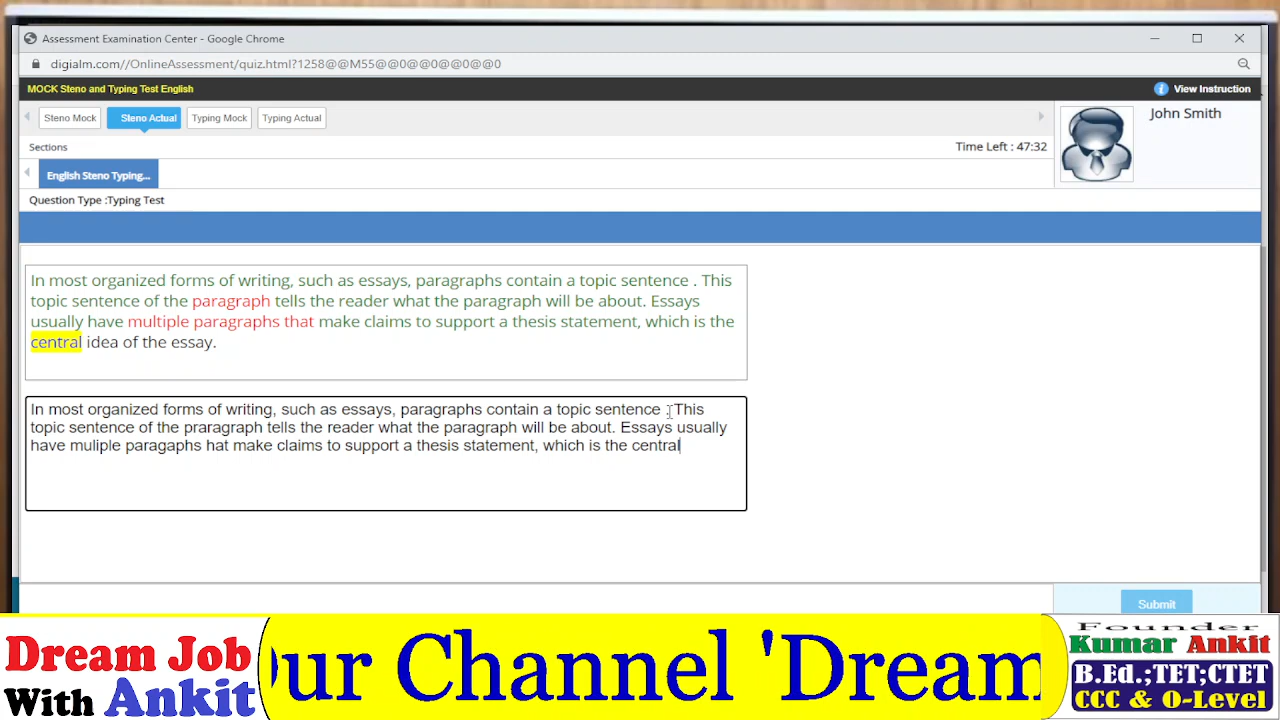 Assessment Examination Center - Google Chrome
digialm.com//OnlineAssessment/quiz.html?1258@@M55@@0@@0@@0@@0
MOCK Steno and Typing Test English
View Instruction
Steno Mock
Steno Actual
Typing Mock
Typing Actual
John Smith
Sections
Time Left : 47:32
English Steno Typing...
Question Type :Typing Test
In most organized forms of writing, such as essays, paragraphs contain a topic sentence . This
topic sentence of the paragraph tells the reader what the paragraph will be about. Essays
usually have multiple paragraphs that make claims to support a thesis statement, which is the
central idea of the essay.
In most organized forms of writing, such as essays, paragraphs contain a topic sentence . This
topic sentence of the praragraph tells the reader what the paragraph will be about. Essays usually
have muliple paragaphs hat make claims to support a thesis statement, which is the central
Submit
Dream Job
With Ankit
ur Channel 'Dream
Founder
Kumar Ankit
B.Ed.;TET;CTET
CCC & O-Level